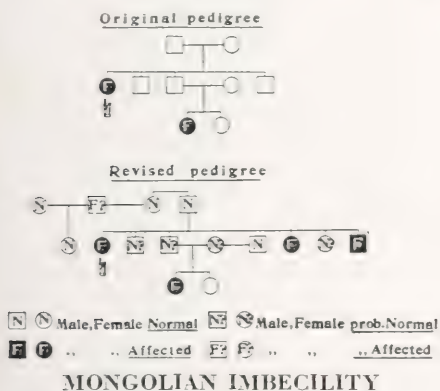 Original pedigree
F
F
Revised pedigree
N F? N N
N F N? N? N? N F N? F
F
N N Male,Female Normal N? N? Male,Female prob.Normal
F F ,, ,, Affected F? F? ,, ,, ,, Affected
MONGOLIAN IMBECILITY